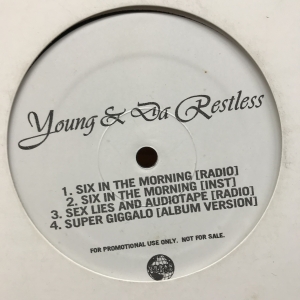 Young & Da Restless
1. SIX IN THE MORNING [RADIO]
2. SIX IN THE MORNING [INST]
3. SEX LIES AND AUDIOTAPE [RADIO]
4. SUPER GIGGALO [ALBUM VERSION]
FOR PROMOTIONAL USE ONLY. NOT FOR SALE.